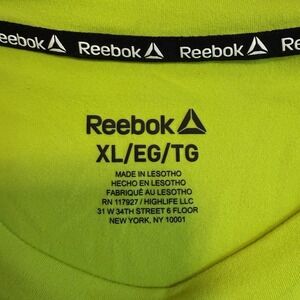 Reebok Reebok Reebok
Reebok
XL/EG/TG
MADE IN LESOTHO
HECHO EN LESOTHO
FABRIQUÉ AU LESOTHO
RN 117927 / HIGHLIFE LLC
31 W 34TH STREET 6 FLOOR
NEW YORK, NY 10001